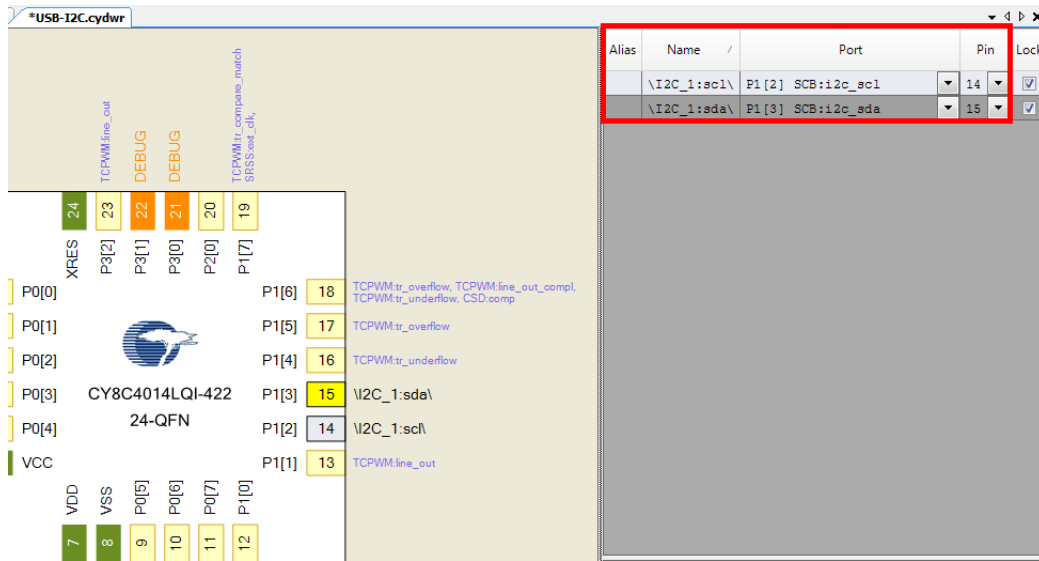 *USB-I2C.cydwr
Alias Name / Port Pin Lock
\I2C_1:scl\ P1[2] SCB:i2c_scl 14
\I2C_1:sda\ P1[3] SCB:i2c_sda 15
TCPWM:line_out
DEBUG
DEBUG
TCPWM:tr_compare_match
SRSS:ext_clk,
24 23 22 21 20 19
XRES P3[2] P3[1] P3[0] P2[0] P1[7]
P0[0]
P0[1]
P0[2]
P0[3]
P0[4]
VCC
CY8C4014LQI-422
24-QFN
P1[6] 18 TCPWM:tr_overflow, TCPWM:line_out_compl,
TCPWM:tr_underflow, CSD:comp
P1[5] 17 TCPWM:tr_overflow
P1[4] 16 TCPWM:tr_underflow
P1[3] 15 \I2C_1:sda\
P1[2] 14 \I2C_1:scl\
P1[1] 13 TCPWM:line_out
VDD VSS P0[5] P0[6] P0[7] P1[0]
7 8 9 10 11 12